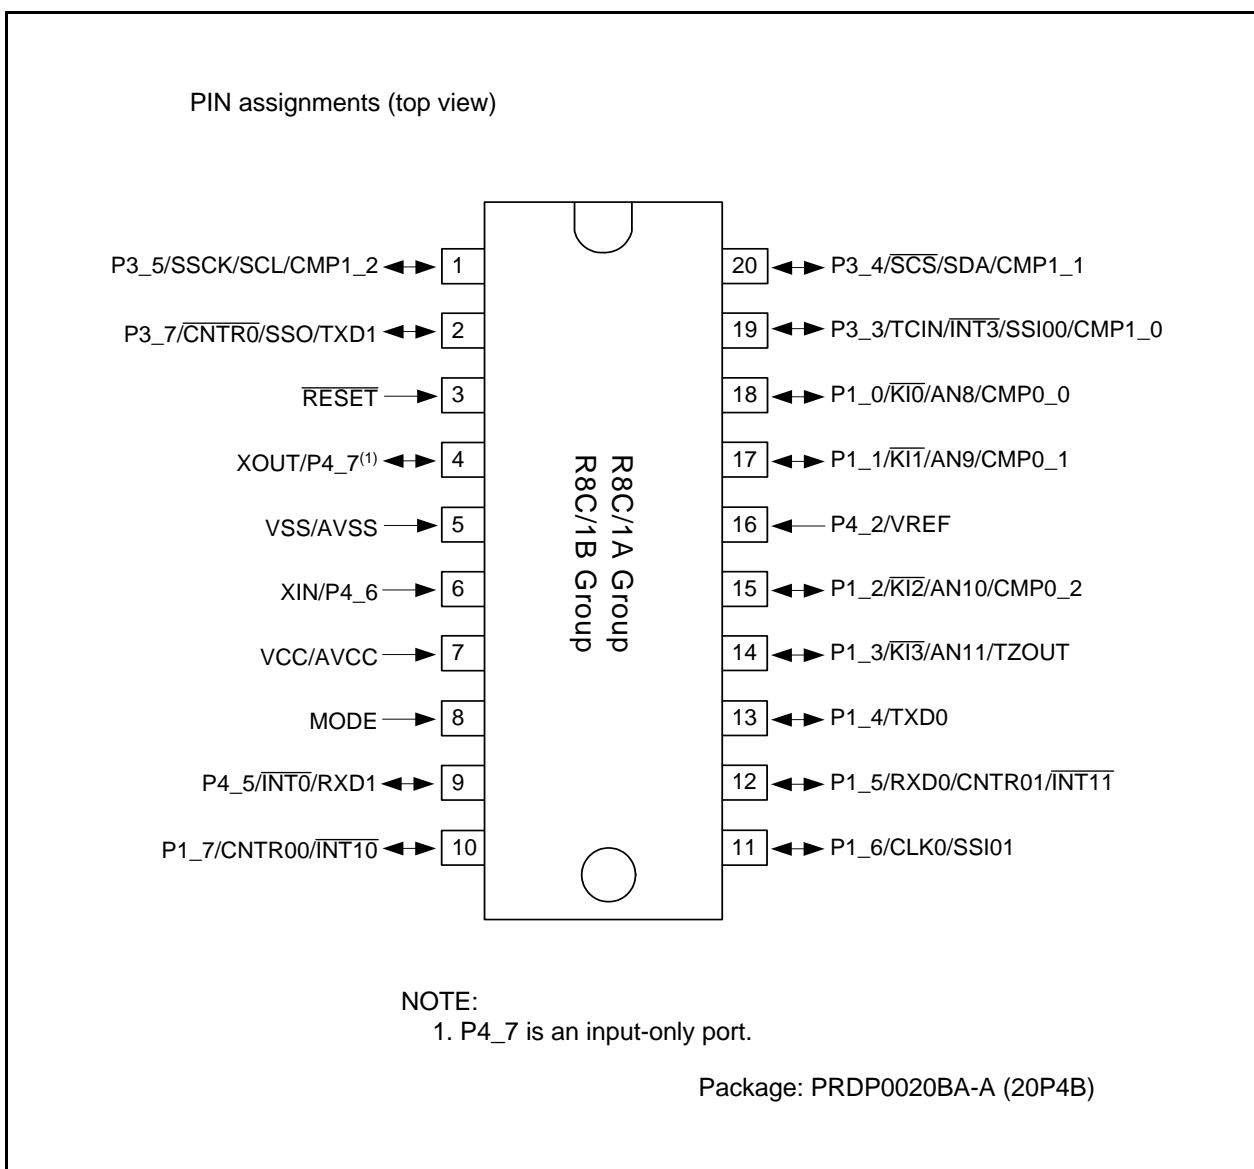 PIN assignments (top view)
P3_5/SSCK/SCL/CMP1_2 1
P3_7/CNTR0/SSO/TXD1 2
RESET 3
XOUT/P4_7(1) 4
VSS/AVSS 5
XIN/P4_6 6
VCC/AVCC 7
MODE 8
P4_5/INT0/RXD1 9
P1_7/CNTR00/INT10 10
R8C/1A Group
R8C/1B Group
20 P3_4/SCS/SDA/CMP1_1
19 P3_3/TCIN/INT3/SSI00/CMP1_0
18 P1_0/KI0/AN8/CMP0_0
17 P1_1/KI1/AN9/CMP0_1
16 P4_2/VREF
15 P1_2/KI2/AN10/CMP0_2
14 P1_3/KI3/AN11/TZOUT
13 P1_4/TXD0
12 P1_5/RXD0/CNTR01/INT11
11 P1_6/CLK0/SSI01
NOTE:
1. P4_7 is an input-only port.
Package: PRDP0020BA-A (20P4B)